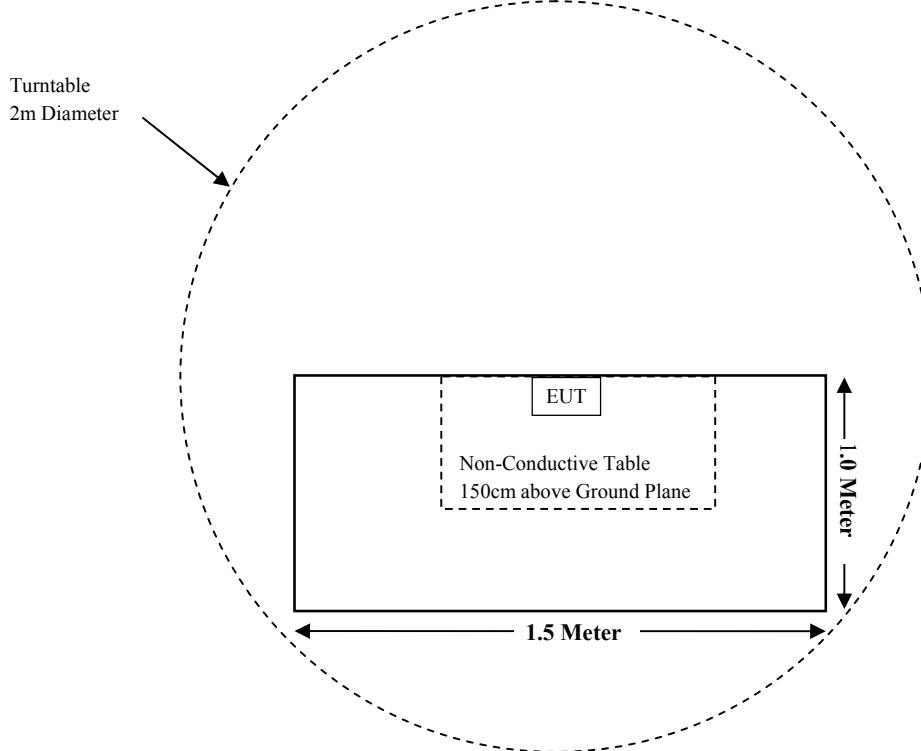 Turntable
2m Diameter
EUT
Non-Conductive Table
150cm above Ground Plane
1.0 Meter
1.5 Meter